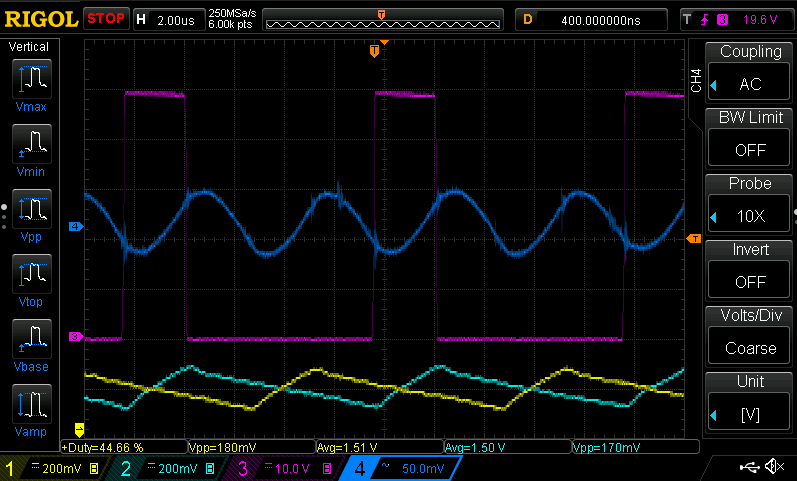 RIGOL STOP H 2.00us 250MSa/s 6.00k pts T D 400.000000ns T 3 19.6 V
Vertical
Vmax
Vmin
Vpp
Vtop
Vbase
Vamp
T
4
3
T
CH4
Coupling
AC
BW Limit
OFF
Probe
10X
Invert
OFF
Volts/Div
Coarse
Unit
[V]
+Duty=44.66 % Vpp=180mV Avg=1.51 V Avg=1.50 V Vpp=170mV
1 200mV B 2 200mV B 3 10.0 V B 4 50.0mV